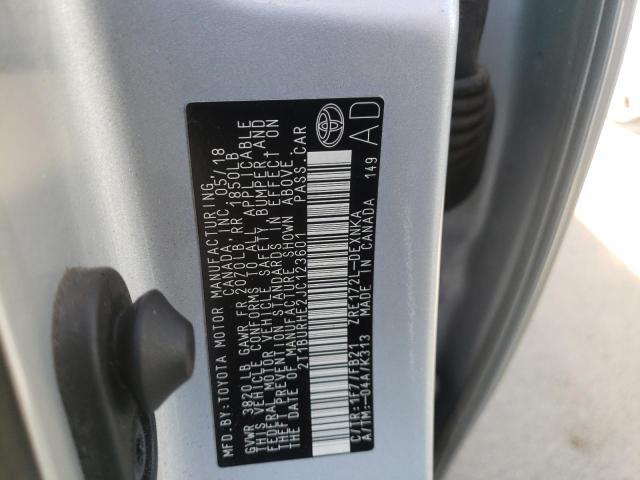 MFD.BY:TOYOTA MOTOR MANUFACTURING
CANADA, INC. 05/18
GVWR 3820 LB GAWR FR 2070 LB RR 1850LB
THIS VEHICLE CONFORMS TO ALL APPLICABLE
FEDERAL MOTOR VEHICLE SAFETY, BUMPER AND
THEFT PREVENTION STANDARDS IN EFFECT ON
THE DATE OF MANUFACTURE SHOWN ABOVE.
2T1BURHE2JC123601 PASS.CAR
C/TR:1F7/FB21 ZRE172L-DEXNKA
A/TM:-04A/K313 MADE IN CANADA 149
AD